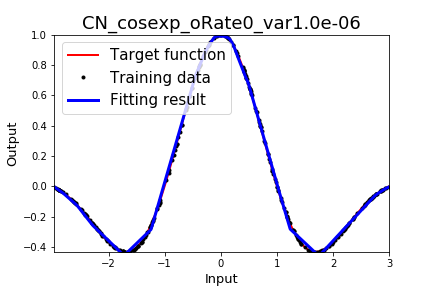 CN_cosexp_oRate0_var1.0e-06
Target function
Training data
Fitting result
Output
1.0
0.8
0.6
0.4
0.2
0.0
−0.2
−0.4
−2 −1 0 1 2 3
Input